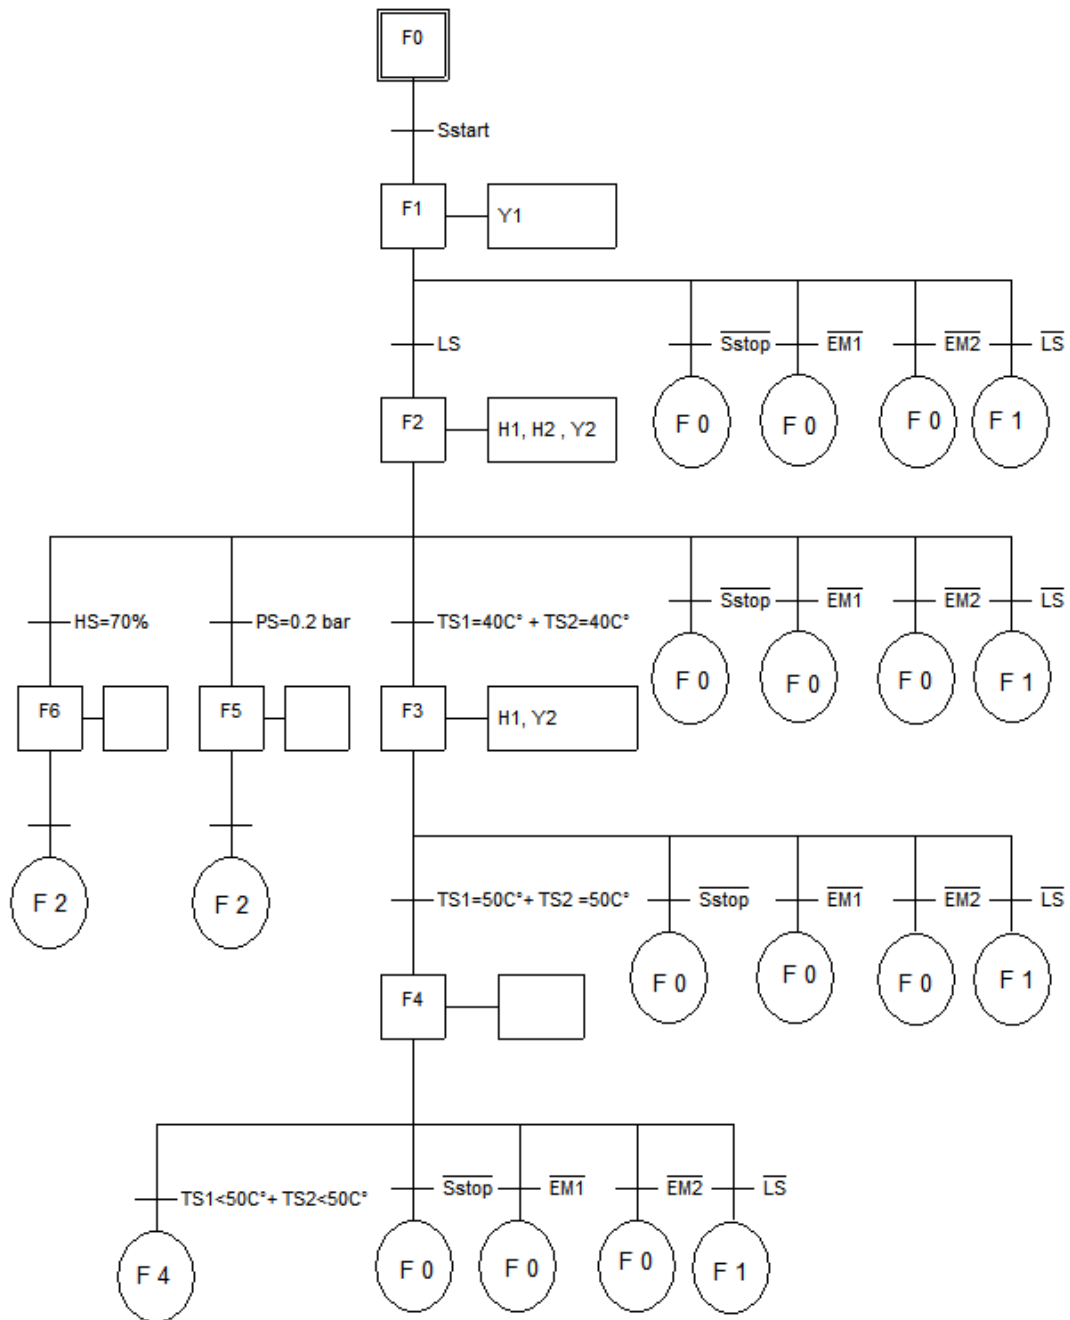 F0
Sstart
F1
Y1
LS
Sstop
EM1
EM2
LS
F2
H1, H2 , Y2
F 0
F 0
F 0
F 1
HS=70%
PS=0.2 bar
TS1=40C° + TS2=40C°
Sstop
EM1
EM2
LS
F6
F5
F3
H1, Y2
F 0
F 0
F 0
F 1
F 2
F 2
TS1=50C°+ TS2 =50C°
Sstop
EM1
EM2
LS
F4
F 0
F 0
F 0
F 1
TS1<50C°+ TS2<50C°
Sstop
EM1
EM2
LS
F 4
F 0
F 0
F 0
F 1